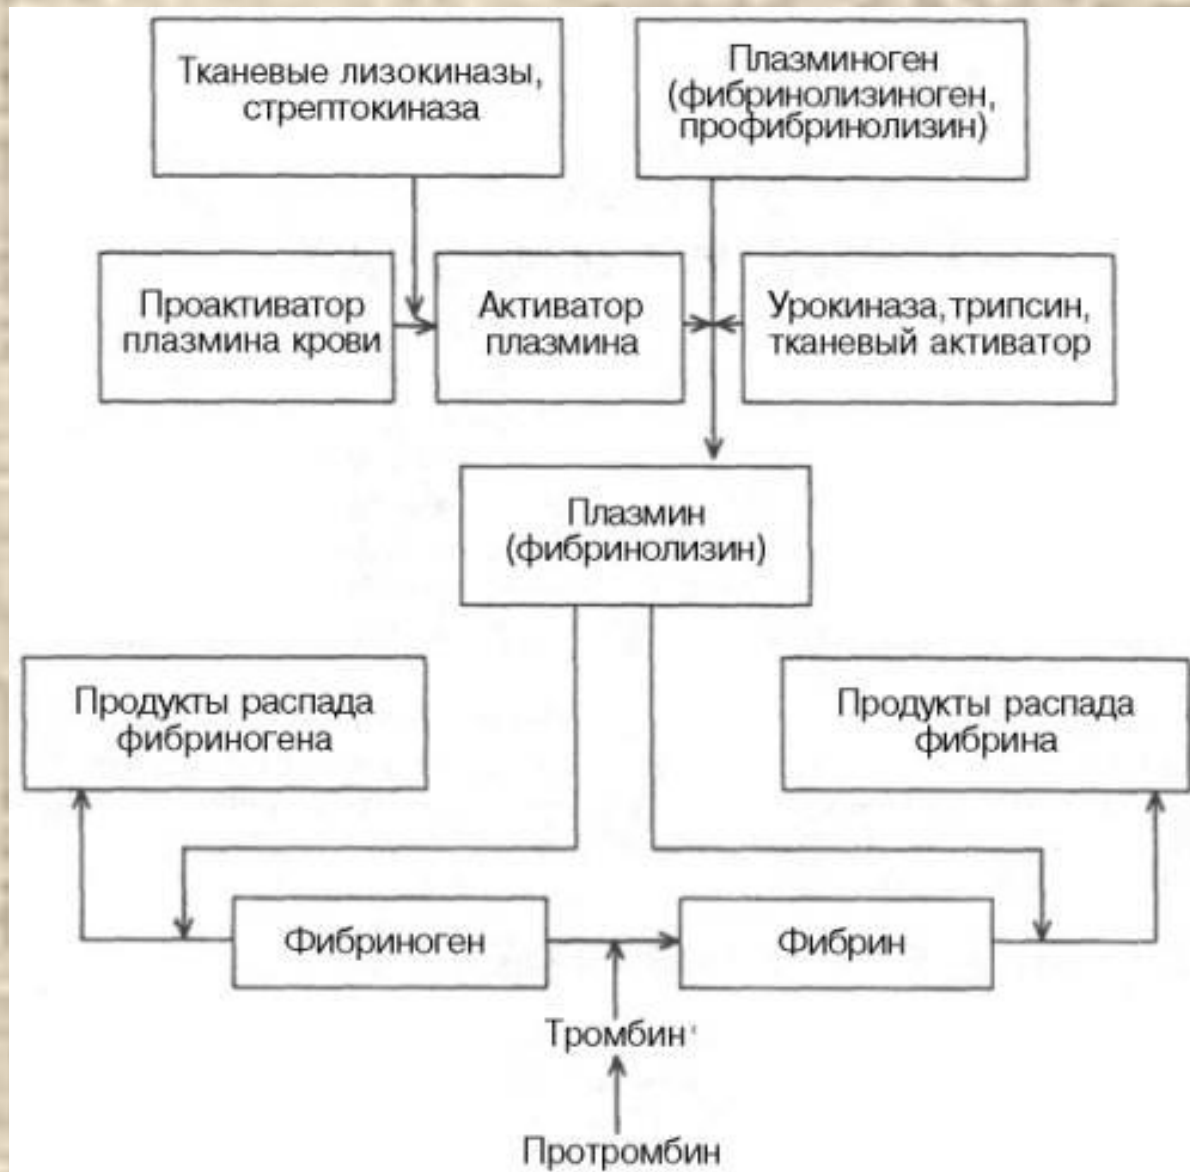 Тканевые лизокиназы,
стрептокиназа
Плазминоген
(фибринолизиноген,
профибринолизин)
Проактиватор
плазмина крови
Активатор
плазмина
Урокиназа, трипсин,
тканевый активатор
Плазмин
(фибринолизин)
Продукты распада
фибриногена
Продукты распада
фибрина
Фибриноген
Фибрин
Тромбин
Протромбин